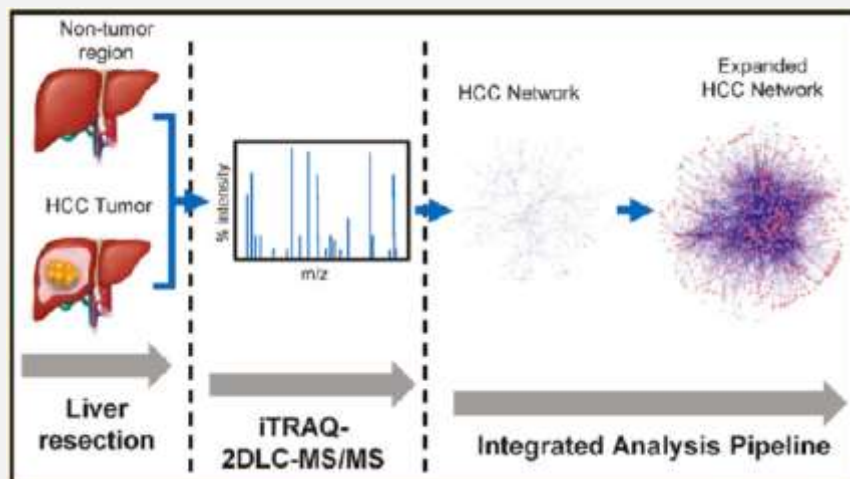 Non-tumor
region
HCC Tumor
Liver
resection
% intensity
m/z
iTRAQ-
2DLC-MS/MS
HCC Network
Expanded
HCC Network
Integrated Analysis Pipeline